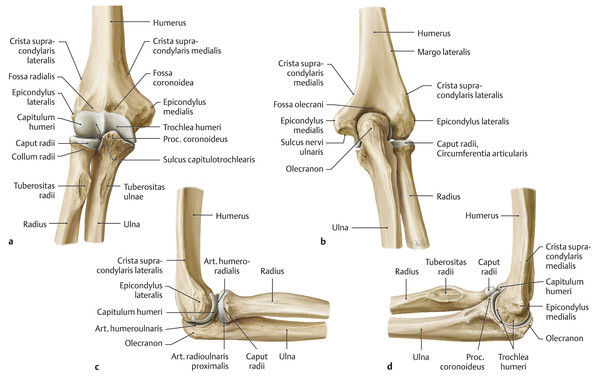 Humerus
Crista supra-
condylaris
lateralis
Crista supra-
condylaris medialis
Fossa radialis
Fossa
coronoidea
Epicondylus
lateralis
Epicondylus
medialis
Capitulum
humeri
Trochlea humeri
Proc. coronoideus
Caput radii
Collum radii
Sulcus capitulotrochlearis
Tuberositas
radii
Tuberositas
ulnae
Radius
Ulna
a
Humerus
Margo lateralis
Crista supra-
condylaris
medialis
Crista supra-
condylaris lateralis
Fossa olecrani
Epicondylus
medialis
Epicondylus lateralis
Sulcus nervi
ulnaris
Caput radii,
Circumferentia articularis
Olecranon
Radius
Ulna
b
Humerus
Crista supra-
condylaris lateralis
Art. humero-
radialis
Radius
Epicondylus
lateralis
Capitulum humeri
Art. humeroulnaris
Olecranon
Art. radioulnaris
proximalis
Caput
radii
Ulna
c
Humerus
Crista supra-
condylaris
medialis
Tuberositas
radii
Caput
radii
Radius
Capitulum
humeri
Epicondylus
medialis
Olecranon
Ulna
Proc.
coronoideus
Trochlea
humeri
d